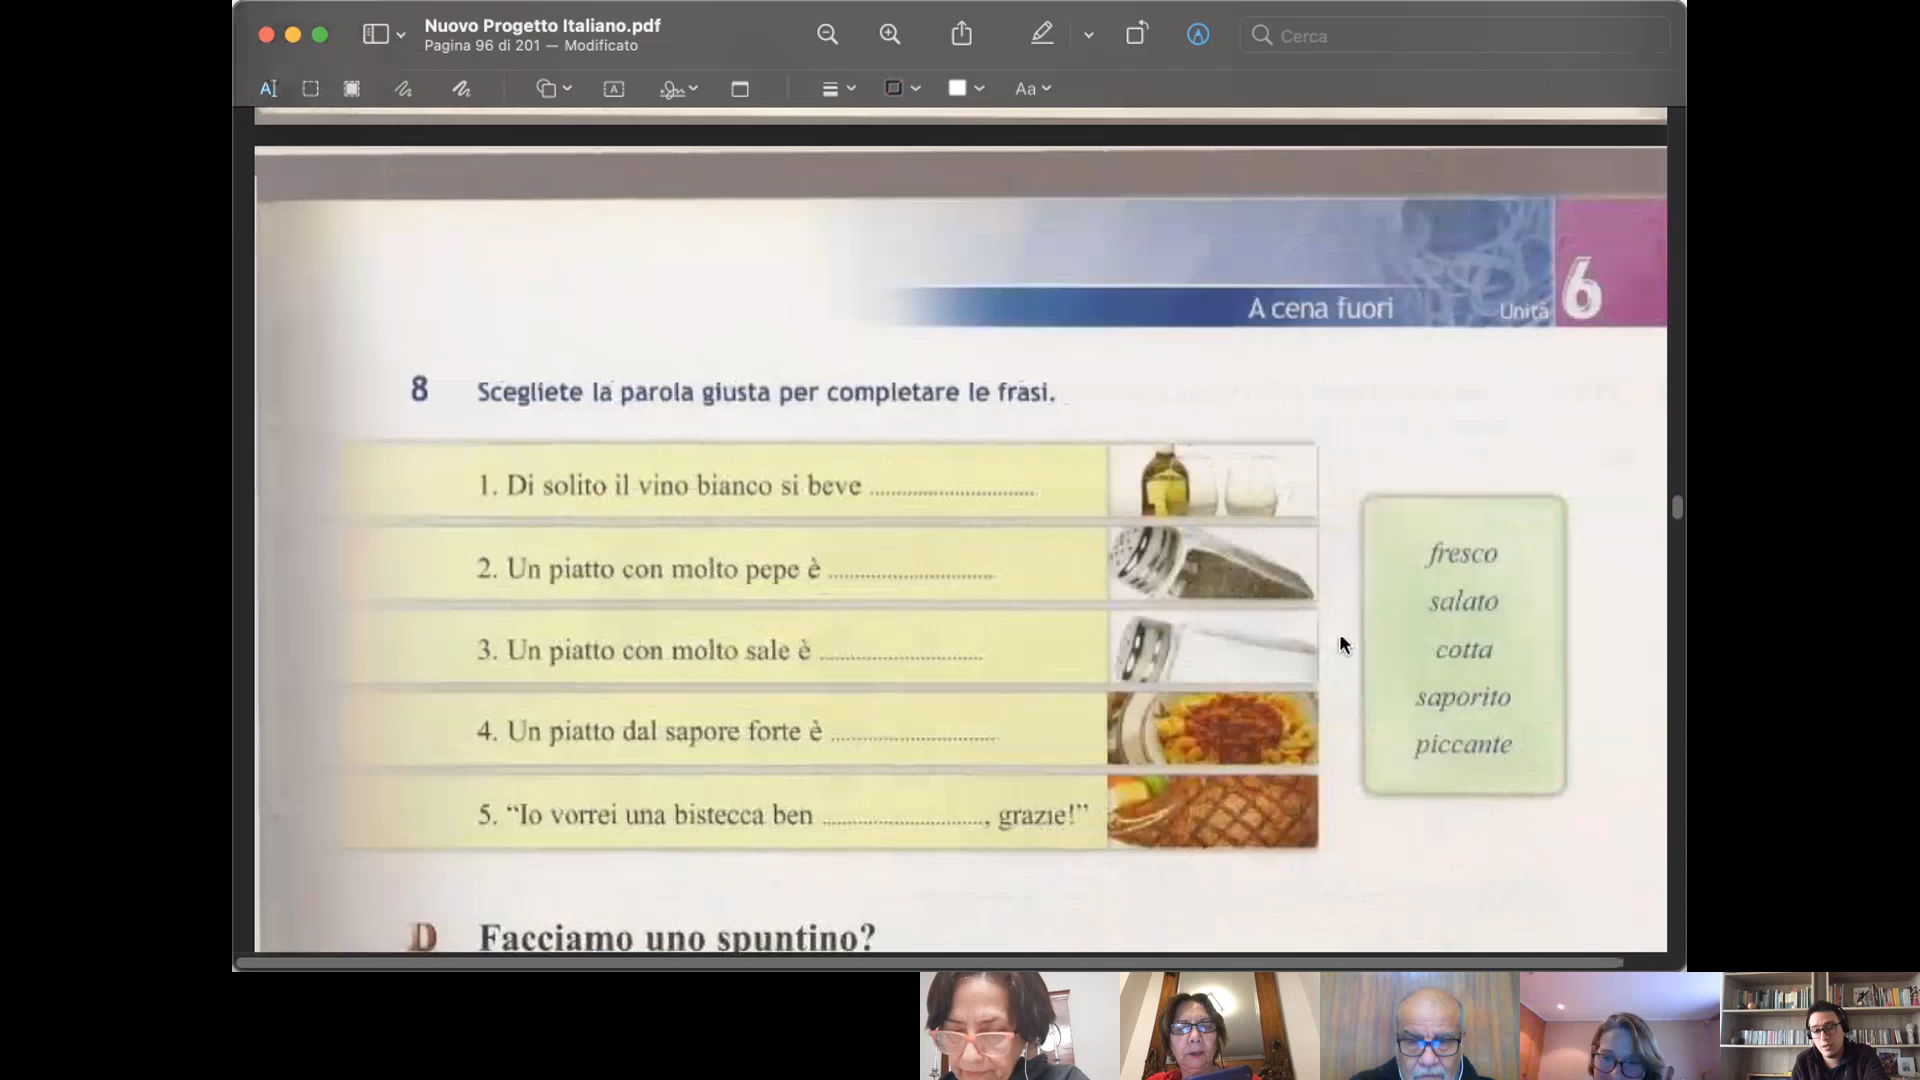 Nuovo Progetto Italiano.pdf
Pagina 96 di 201 — Modificato
Cerca
Aa
A cena fuori
Unità 6
8 Scegliete la parola giusta per completare le frasi.
1. Di solito il vino bianco si beve ..............................
2. Un piatto con molto pepe è ..............................
3. Un piatto con molto sale è ..............................
4. Un piatto dal sapore forte è ..............................
5. “Io vorrei una bistecca ben .............................., grazie!”
fresco
salato
cotta
saporito
piccante
D Facciamo uno spuntino?